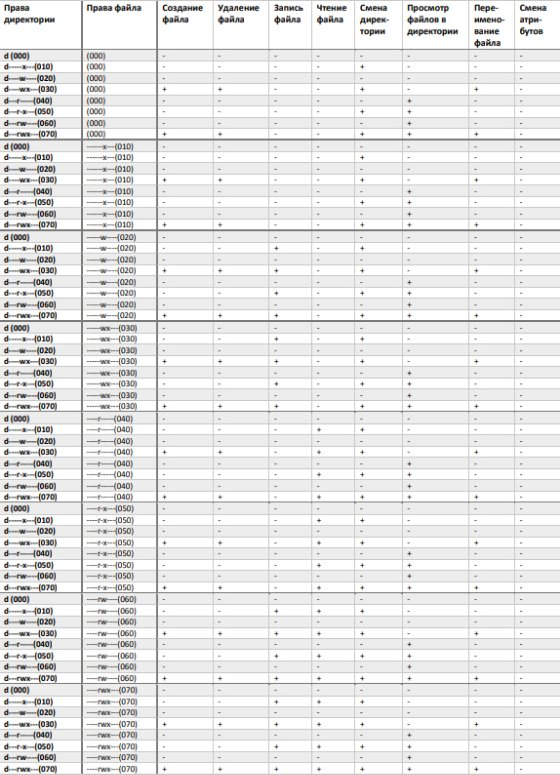 Права
директории
Права файла
Создание
файла
Удаление
файла
Запись
файла
Чтение
файла
Смена
дирек-
тории
Просмотр
файлов в
директории
Пере-
имено-
вание
файла
Смена
атри-
бутов
d (000) (000) - - - - - - - -
d-----x---(010) (000) - - - - + - - -
d----w----(020) (000) - - - - - - - -
d----wx---(030) (000) + + - - + - + -
d---r-----(040) (000) - - - - - + - -
d---r-x---(050) (000) - - - - + + - -
d---rw----(060) (000) - - - - - + - -
d---rwx---(070) (000) + + - - + + + -
d (000) ------x---(010) - - - - - - - -
d-----x---(010) ------x---(010) - - - - + - - -
d----w----(020) ------x---(010) - - - - - - - -
d----wx---(030) ------x---(010) + + - - + - + -
d---r-----(040) ------x---(010) - - - - - + - -
d---r-x---(050) ------x---(010) - - - - + + - -
d---rw----(060) ------x---(010) - - - - - + - -
d---rwx---(070) ------x---(010) + + - - + + + -
d (000) -----w----(020) - - - - - - - -
d-----x---(010) -----w----(020) - - + - + - - -
d----w----(020) -----w----(020) - - - - - - - -
d----wx---(030) -----w----(020) + + + - + - + -
d---r-----(040) -----w----(020) - - - - - + - -
d---r-x---(050) -----w----(020) - - + - + + - -
d---rw----(060) -----w----(020) - - - - - + - -
d---rwx---(070) -----w----(020) + + + - + + + -
d (000) -----wx---(030) - - - - - - - -
d-----x---(010) -----wx---(030) - - + - + - - -
d----w----(020) -----wx---(030) - - - - - - - -
d----wx---(030) -----wx---(030) + + + - + - + -
d---r-----(040) -----wx---(030) - - - - - + - -
d---r-x---(050) -----wx---(030) - - + - + + - -
d---rw----(060) -----wx---(030) - - - - - + - -
d---rwx---(070) -----wx---(030) + + + - + + + -
d (000) ----r-----(040) - - - - - - - -
d-----x---(010) ----r-----(040) - - - + + - - -
d----w----(020) ----r-----(040) - - - - - - - -
d----wx---(030) ----r-----(040) + + - + + - + -
d---r-----(040) ----r-----(040) - - - - - + - -
d---r-x---(050) ----r-----(040) - - - + + + - -
d---rw----(060) ----r-----(040) - - - - - + - -
d---rwx---(070) ----r-----(040) + + - + + + + -
d (000) ----r-x---(050) - - - - - - - -
d-----x---(010) ----r-x---(050) - - - + + - - -
d----w----(020) ----r-x---(050) - - - - - - - -
d----wx---(030) ----r-x---(050) + + - + + - + -
d---r-----(040) ----r-x---(050) - - - - - + - -
d---r-x---(050) ----r-x---(050) - - - + + + - -
d---rw----(060) ----r-x---(050) - - - - - + - -
d---rwx---(070) ----r-x---(050) + + - + + + + -
d (000) ----rw----(060) - - - - - - - -
d-----x---(010) ----rw----(060) - - + + + - - -
d----w----(020) ----rw----(060) - - - - - - - -
d----wx---(030) ----rw----(060) + + + + + - + -
d---r-----(040) ----rw----(060) - - - - - + - -
d---r-x---(050) ----rw----(060) - - + + + + - -
d---rw----(060) ----rw----(060) - - - - - + - -
d---rwx---(070) ----rw----(060) + + + + + + + -
d (000) ----rwx---(070) - - - - - - - -
d-----x---(010) ----rwx---(070) - - + + + - - -
d----w----(020) ----rwx---(070) - - - - - - - -
d----wx---(030) ----rwx---(070) + + + + + - + -
d---r-----(040) ----rwx---(070) - - - - - + - -
d---r-x---(050) ----rwx---(070) - - + + + + - -
d---rw----(060) ----rwx---(070) - - - - - + - -
d---rwx---(070) ----rwx---(070) + + + + + + + -